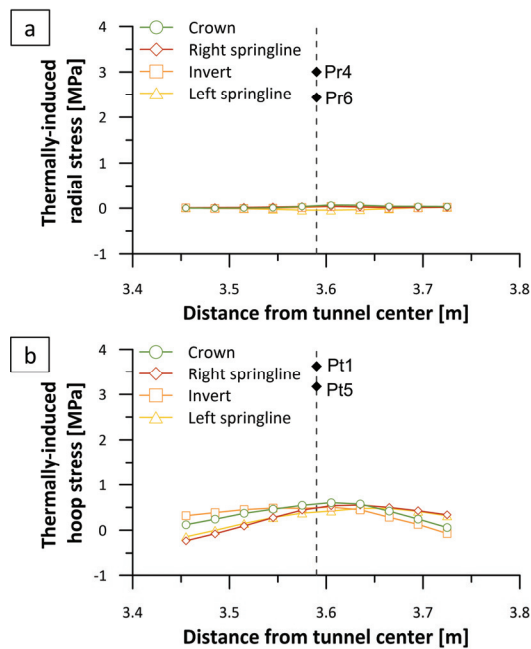 a
4
3
2
1
0
-1
Thermally-induced
radial stress [MPa]
Crown
Right springline
Invert
Left springline
Pr4
Pr6
3.4
3.5
3.6
3.7
3.8
Distance from tunnel center [m]
b
4
3
2
1
0
-1
Thermally-induced
hoop stress [MPa]
Crown
Right springline
Invert
Left springline
Pt1
Pt5
3.4
3.5
3.6
3.7
3.8
Distance from tunnel center [m]